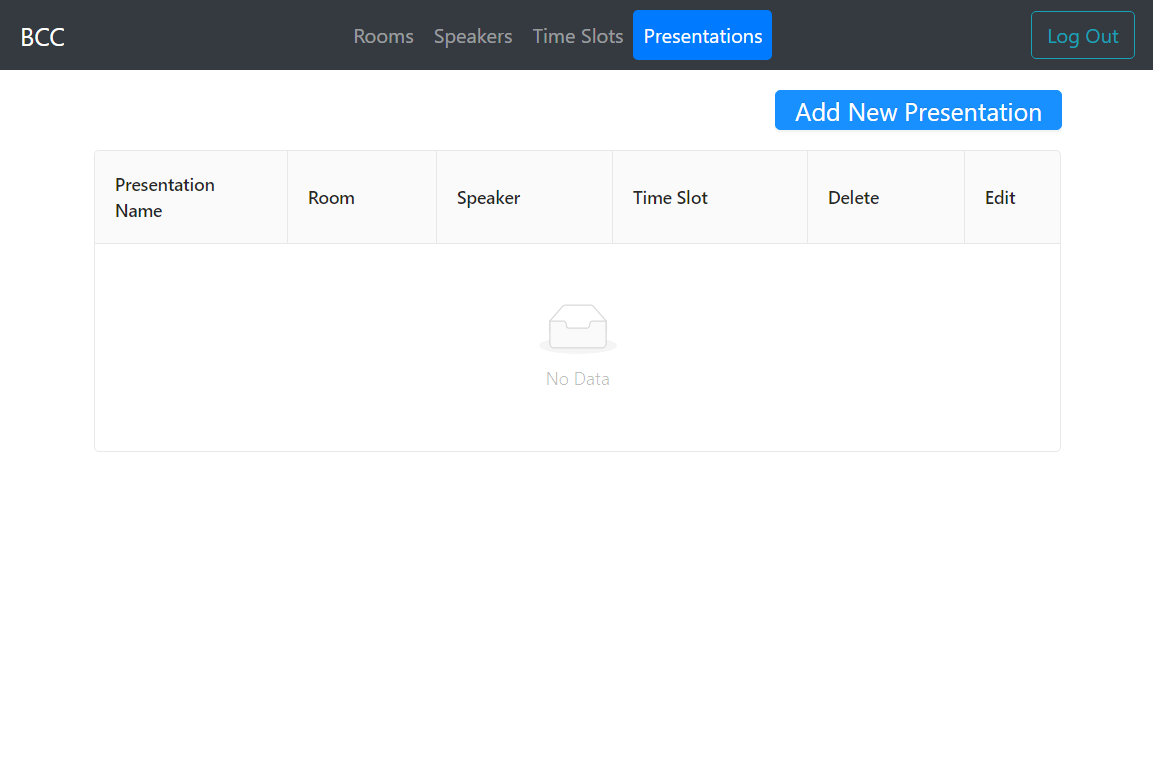 BCC Rooms Speakers Time Slots Presentations Log Out
Add New Presentation
Presentation
Name
Room
Speaker
Time Slot
Delete
Edit
No Data